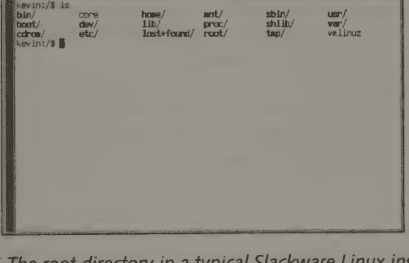 kevin:/$ ls
bin/ core home/ mnt/ sbin/ usr/
boot/ dev/ lib/ proc/ shlib/ var/
cdrom/ etc/ lost+found/ root/ tmp/ vmlinuz
kevin:/$
The root directory in a typical Slackware Linux